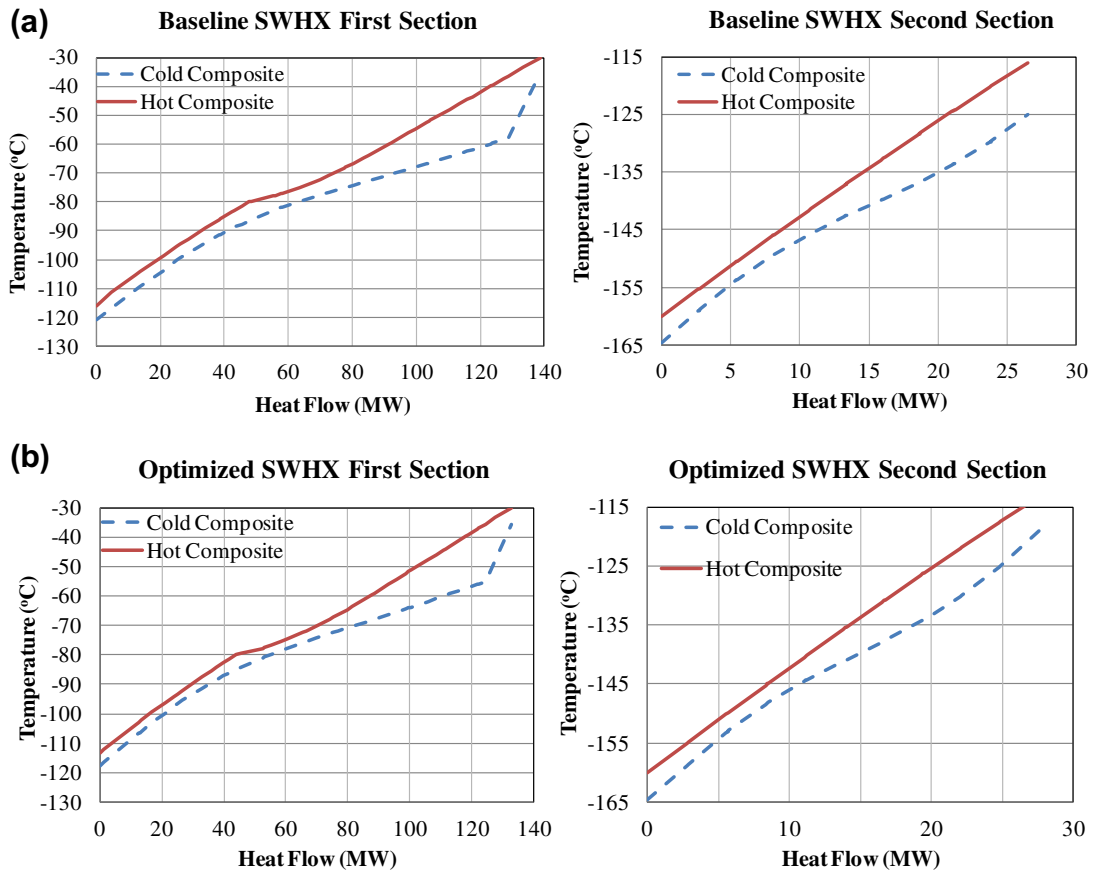 (a)
Baseline SWHX First Section
-30
-40
-50
-60
-70
-80
-90
-100
-110
-120
-130
Temperature (ᵒC)
Cold Composite
Hot Composite
0 20 40 60 80 100 120 140
Heat Flow (MW)
Baseline SWHX Second Section
-115
-125
-135
-145
-155
-165
Temperature (ᵒC)
Cold Composite
Hot Composite
0 5 10 15 20 25 30
Heat Flow (MW)
(b)
Optimized SWHX First Section
-30
-40
-50
-60
-70
-80
-90
-100
-110
-120
-130
Temperature (ᵒC)
Cold Composite
Hot Composite
0 20 40 60 80 100 120 140
Heat Flow (MW)
Optimized SWHX Second Section
-115
-125
-135
-145
-155
-165
Temperature (ᵒC)
Cold Composite
Hot Composite
0 10 20 30
Heat Flow (MW)